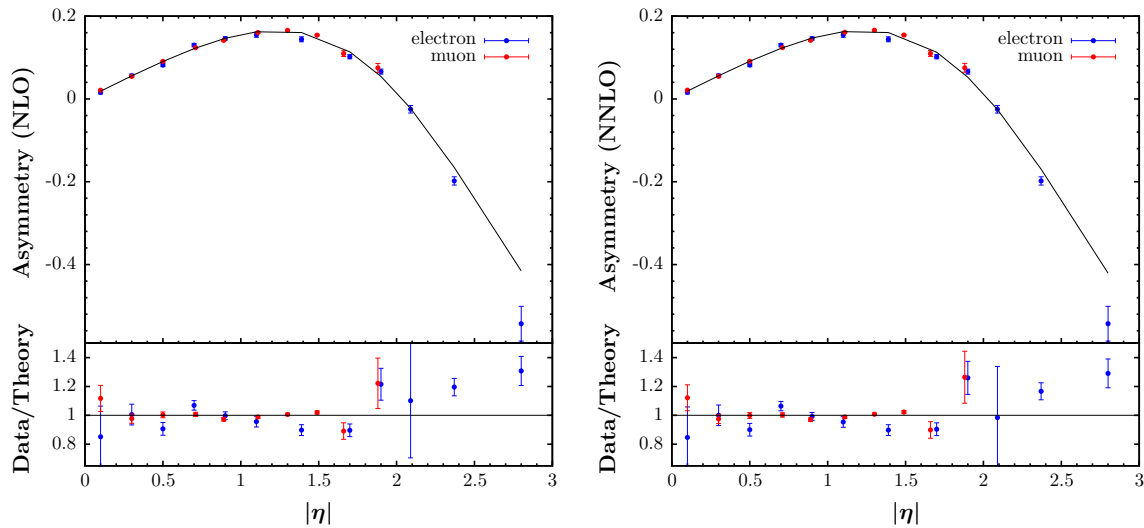 0.2
0
-0.2
-0.4
Asymmetry (NLO)
electron
muon
1.4
1.2
1
0.8
Data/Theory
0 0.5 1 1.5 2 2.5 3
|η|
0.2
0
-0.2
-0.4
Asymmetry (NNLO)
electron
muon
1.4
1.2
1
0.8
Data/Theory
0 0.5 1 1.5 2 2.5 3
|η|